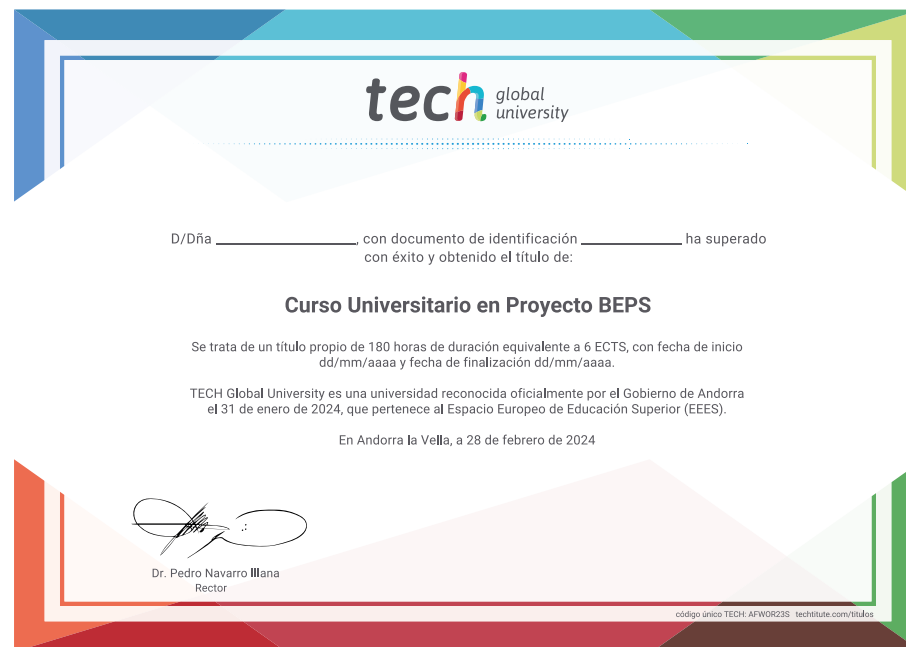 tech global
university
D/Dña ____________, con documento de identificación ____________ ha superado
con éxito y obtenido el título de:
Curso Universitario en Proyecto BEPS
Se trata de un título propio de 180 horas de duración equivalente a 6 ECTS, con fecha de inicio
dd/mm/aaaa y fecha de finalización dd/mm/aaaa.
TECH Global University es una universidad reconocida oficialmente por el Gobierno de Andorra
el 31 de enero de 2024, que pertenece al Espacio Europeo de Educación Superior (EEES).
En Andorra la Vella, a 28 de febrero de 2024
Dr. Pedro Navarro Illana
Rector
código único TECH: AFWOR23S techtitute.com/titulos